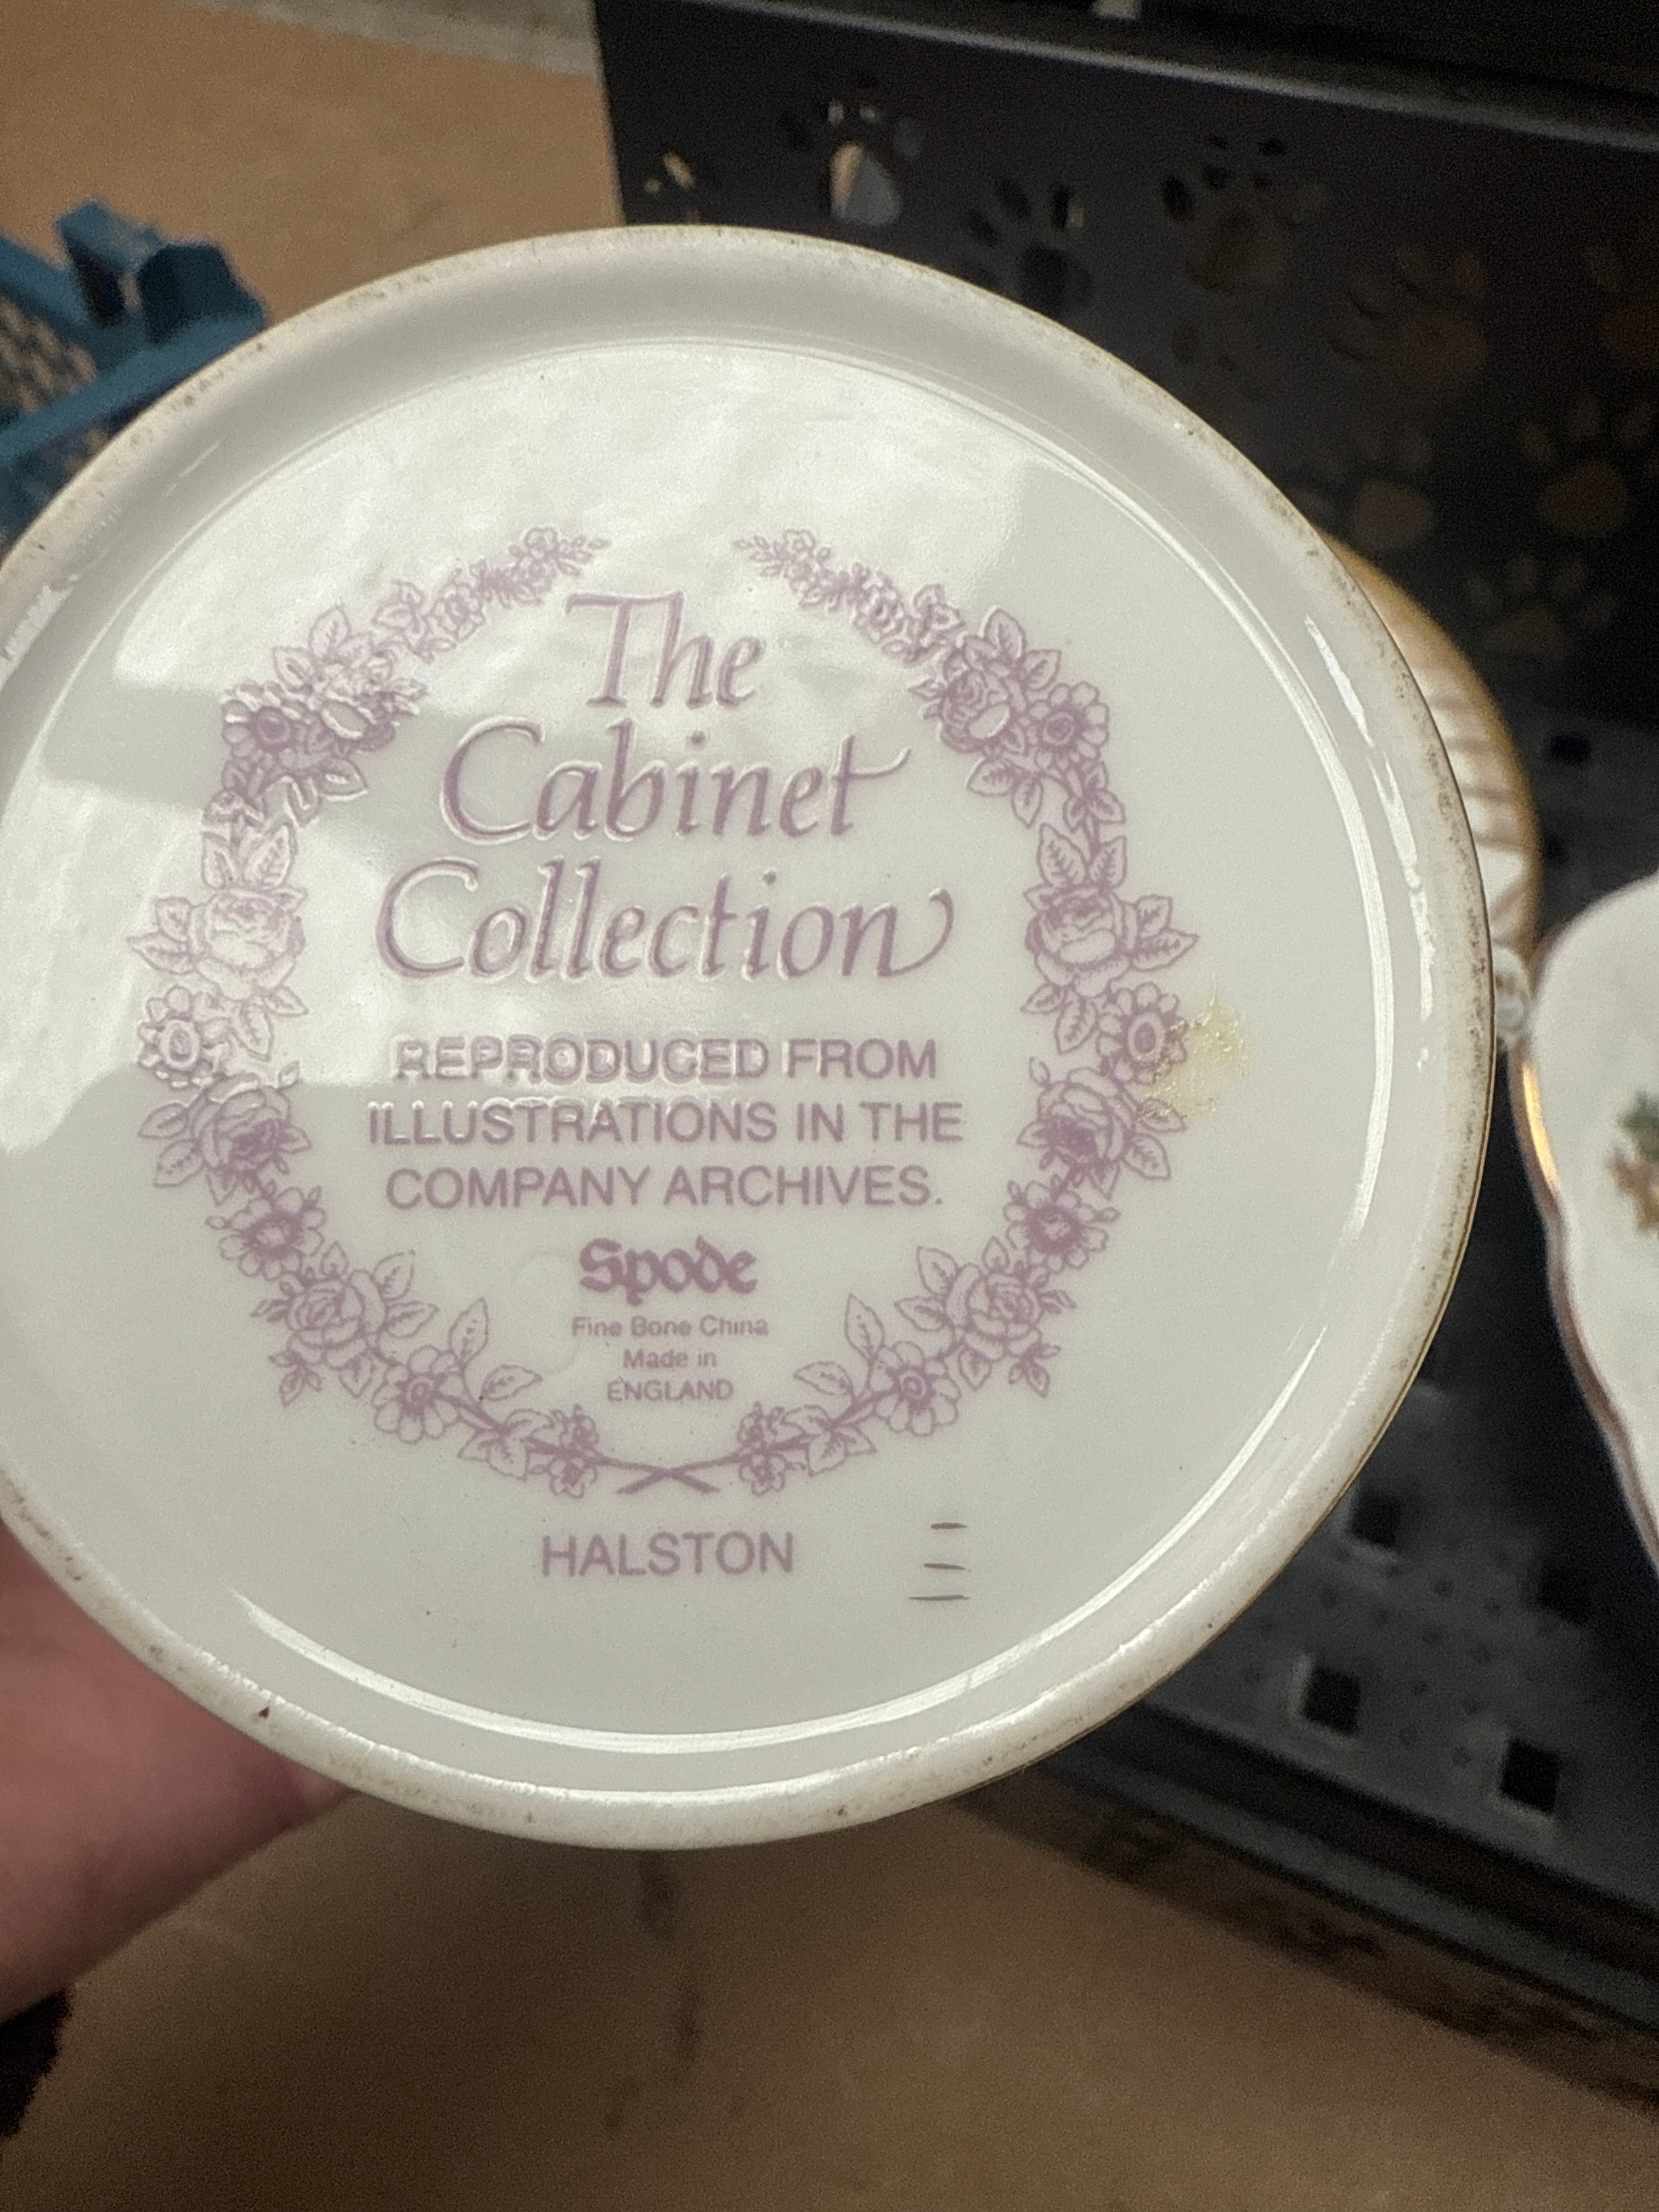 The
Cabinet
Collection
REPRODUCED FROM
ILLUSTRATIONS IN THE
COMPANY ARCHIVES.
Spode
Fine Bone China
Made in
ENGLAND
HALSTON